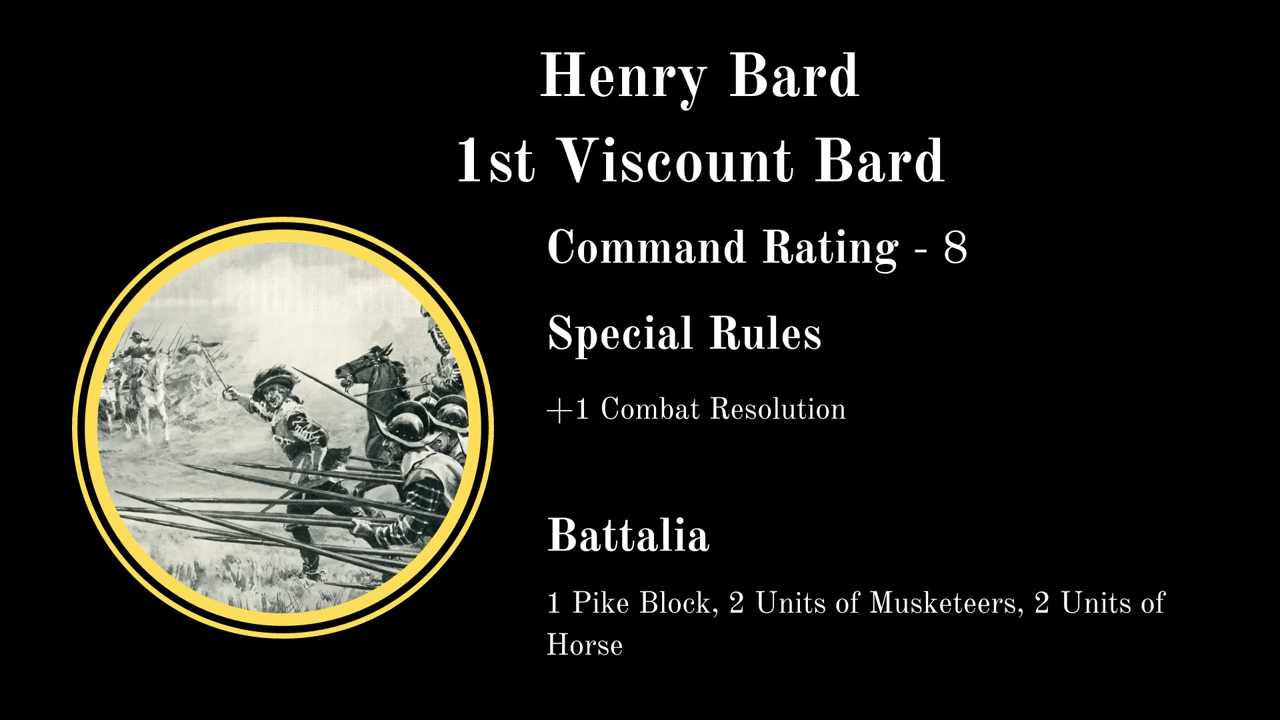 Henry Bard
1st Viscount Bard
Command Rating - 8
Special Rules
+1 Combat Resolution
Battalia
1 Pike Block, 2 Units of Musketeers, 2 Units of
Horse